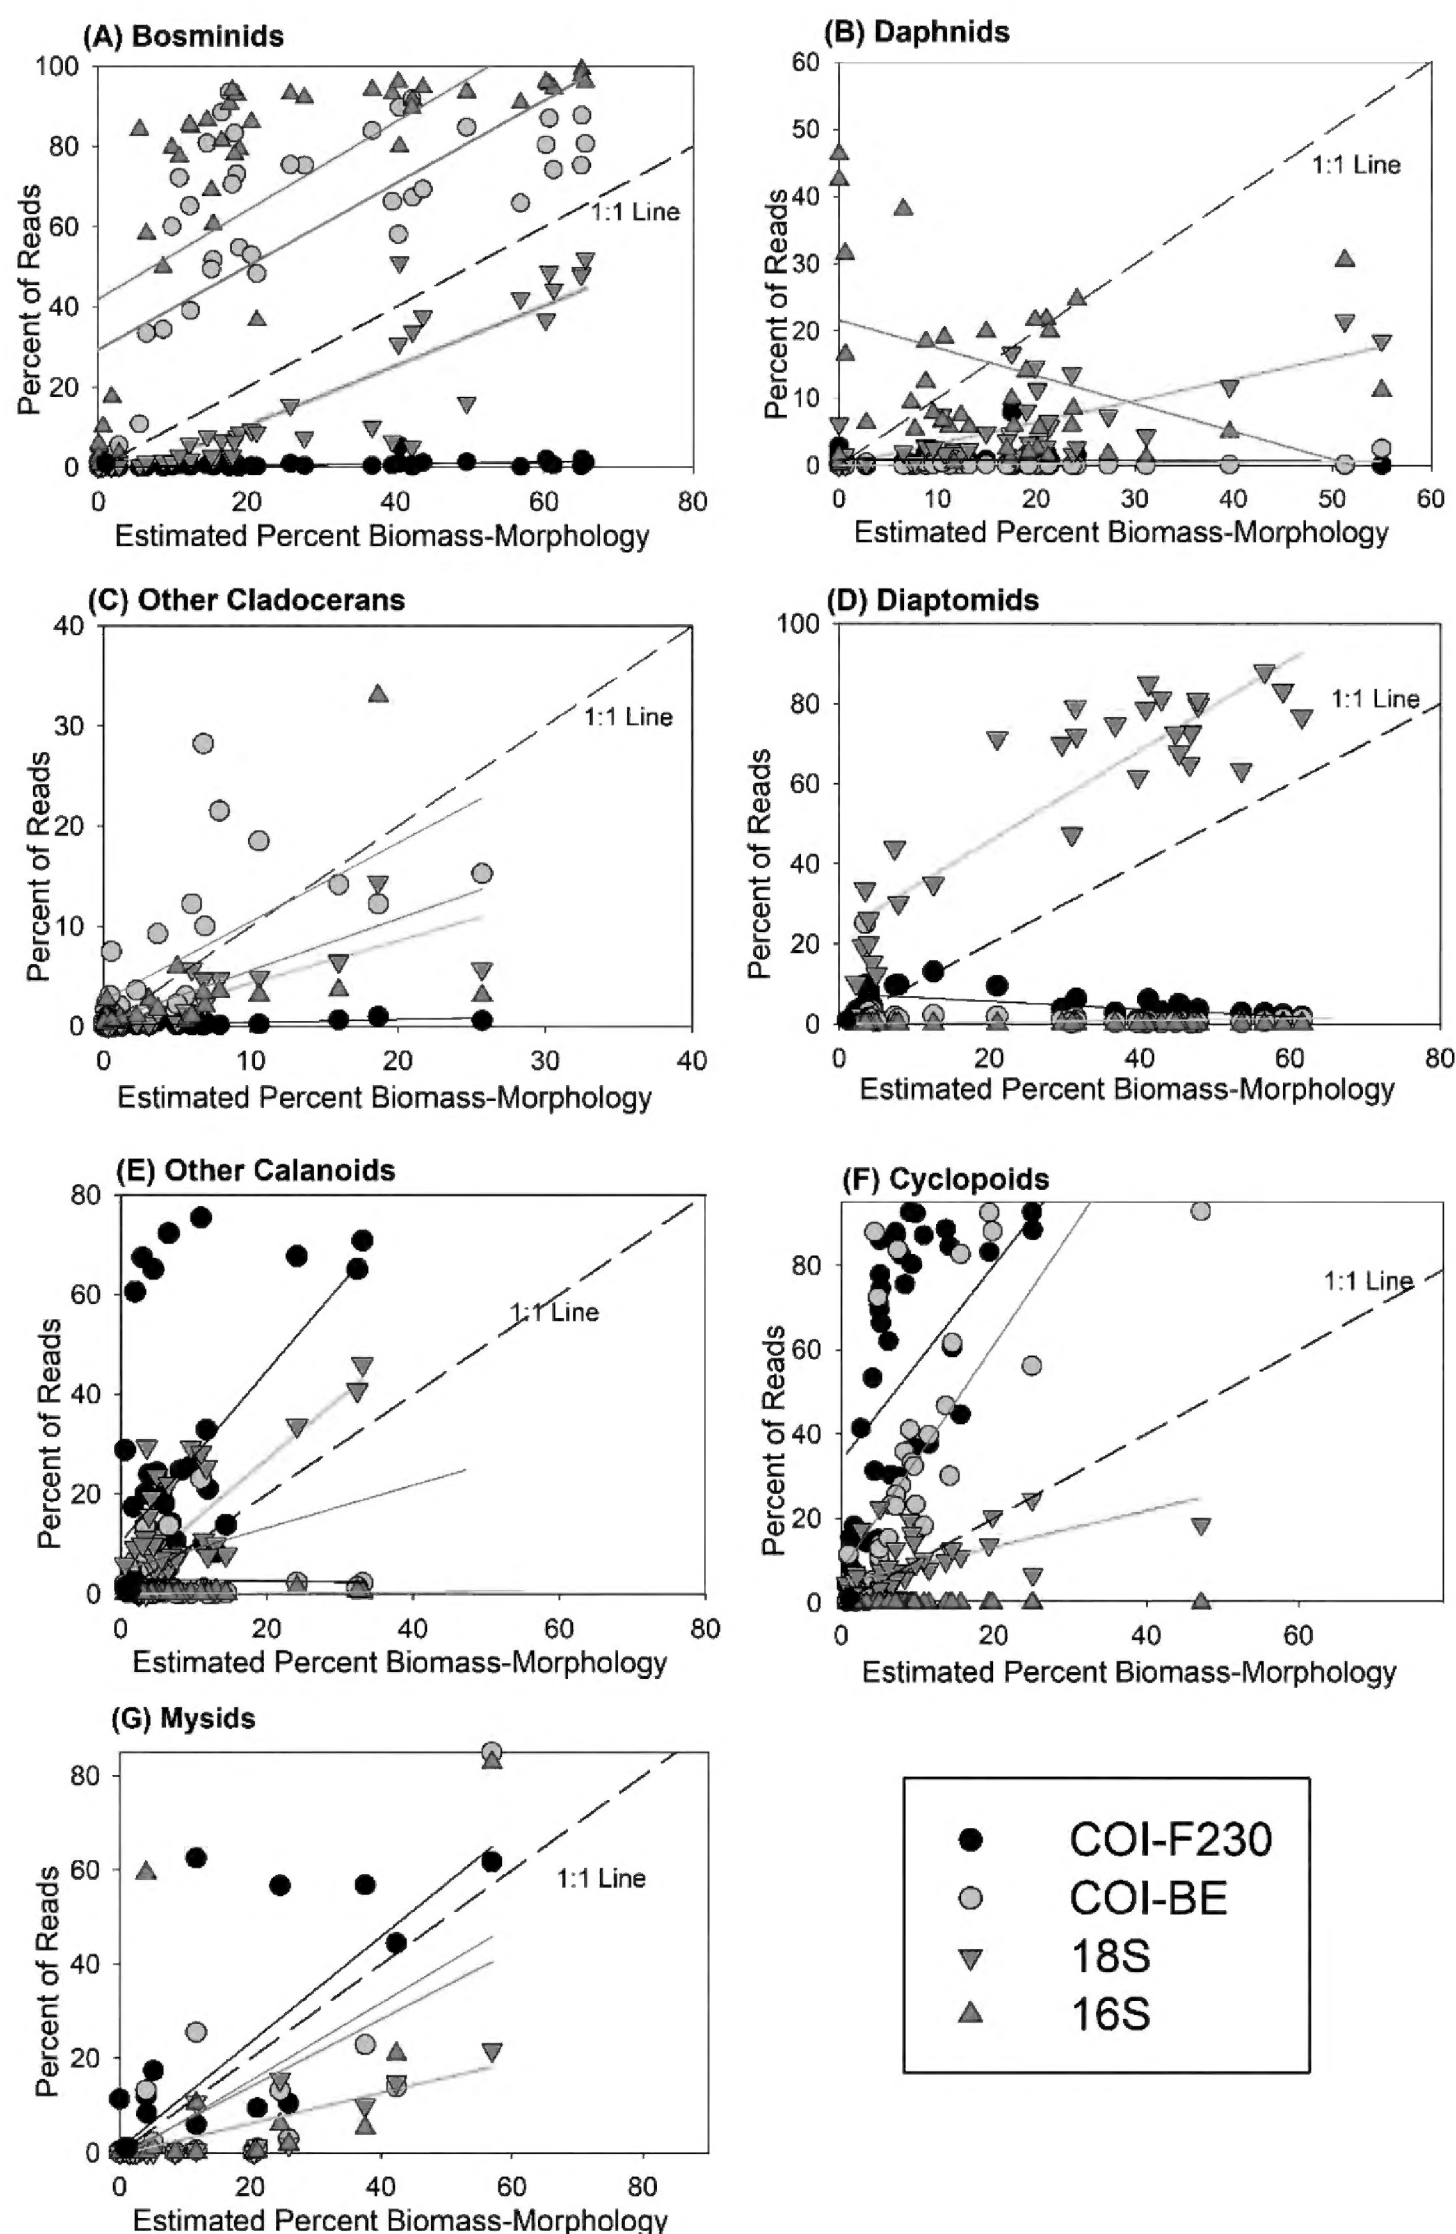 (A) Bosminids
100
80
60
40
20
0
Percent of Reads
1:1 Line
0 20 40 60 80
Estimated Percent Biomass-Morphology
(B) Daphnids
60
50
40
30
20
10
0
Percent of Reads
1:1 Line
0 10 20 30 40 50 60
Estimated Percent Biomass-Morphology
(C) Other Cladocerans
40
30
20
10
0
Percent of Reads
1:1 Line
0 10 20 30 40
Estimated Percent Biomass-Morphology
(D) Diaptomids
100
80
60
40
20
0
Percent of Reads
1:1 Line
0 20 40 60 80
Estimated Percent Biomass-Morphology
(E) Other Calanoids
80
60
40
20
0
Percent of Reads
1:1 Line
0 20 40 60 80
Estimated Percent Biomass-Morphology
(F) Cyclopoids
80
60
40
20
0
Percent of Reads
1:1 Line
0 20 40 60
Estimated Percent Biomass-Morphology
(G) Mysids
80
60
40
20
0
Percent of Reads
1:1 Line
0 20 40 60 80
Estimated Percent Biomass-Morphology
COI-F230
COI-BE
18S
16S